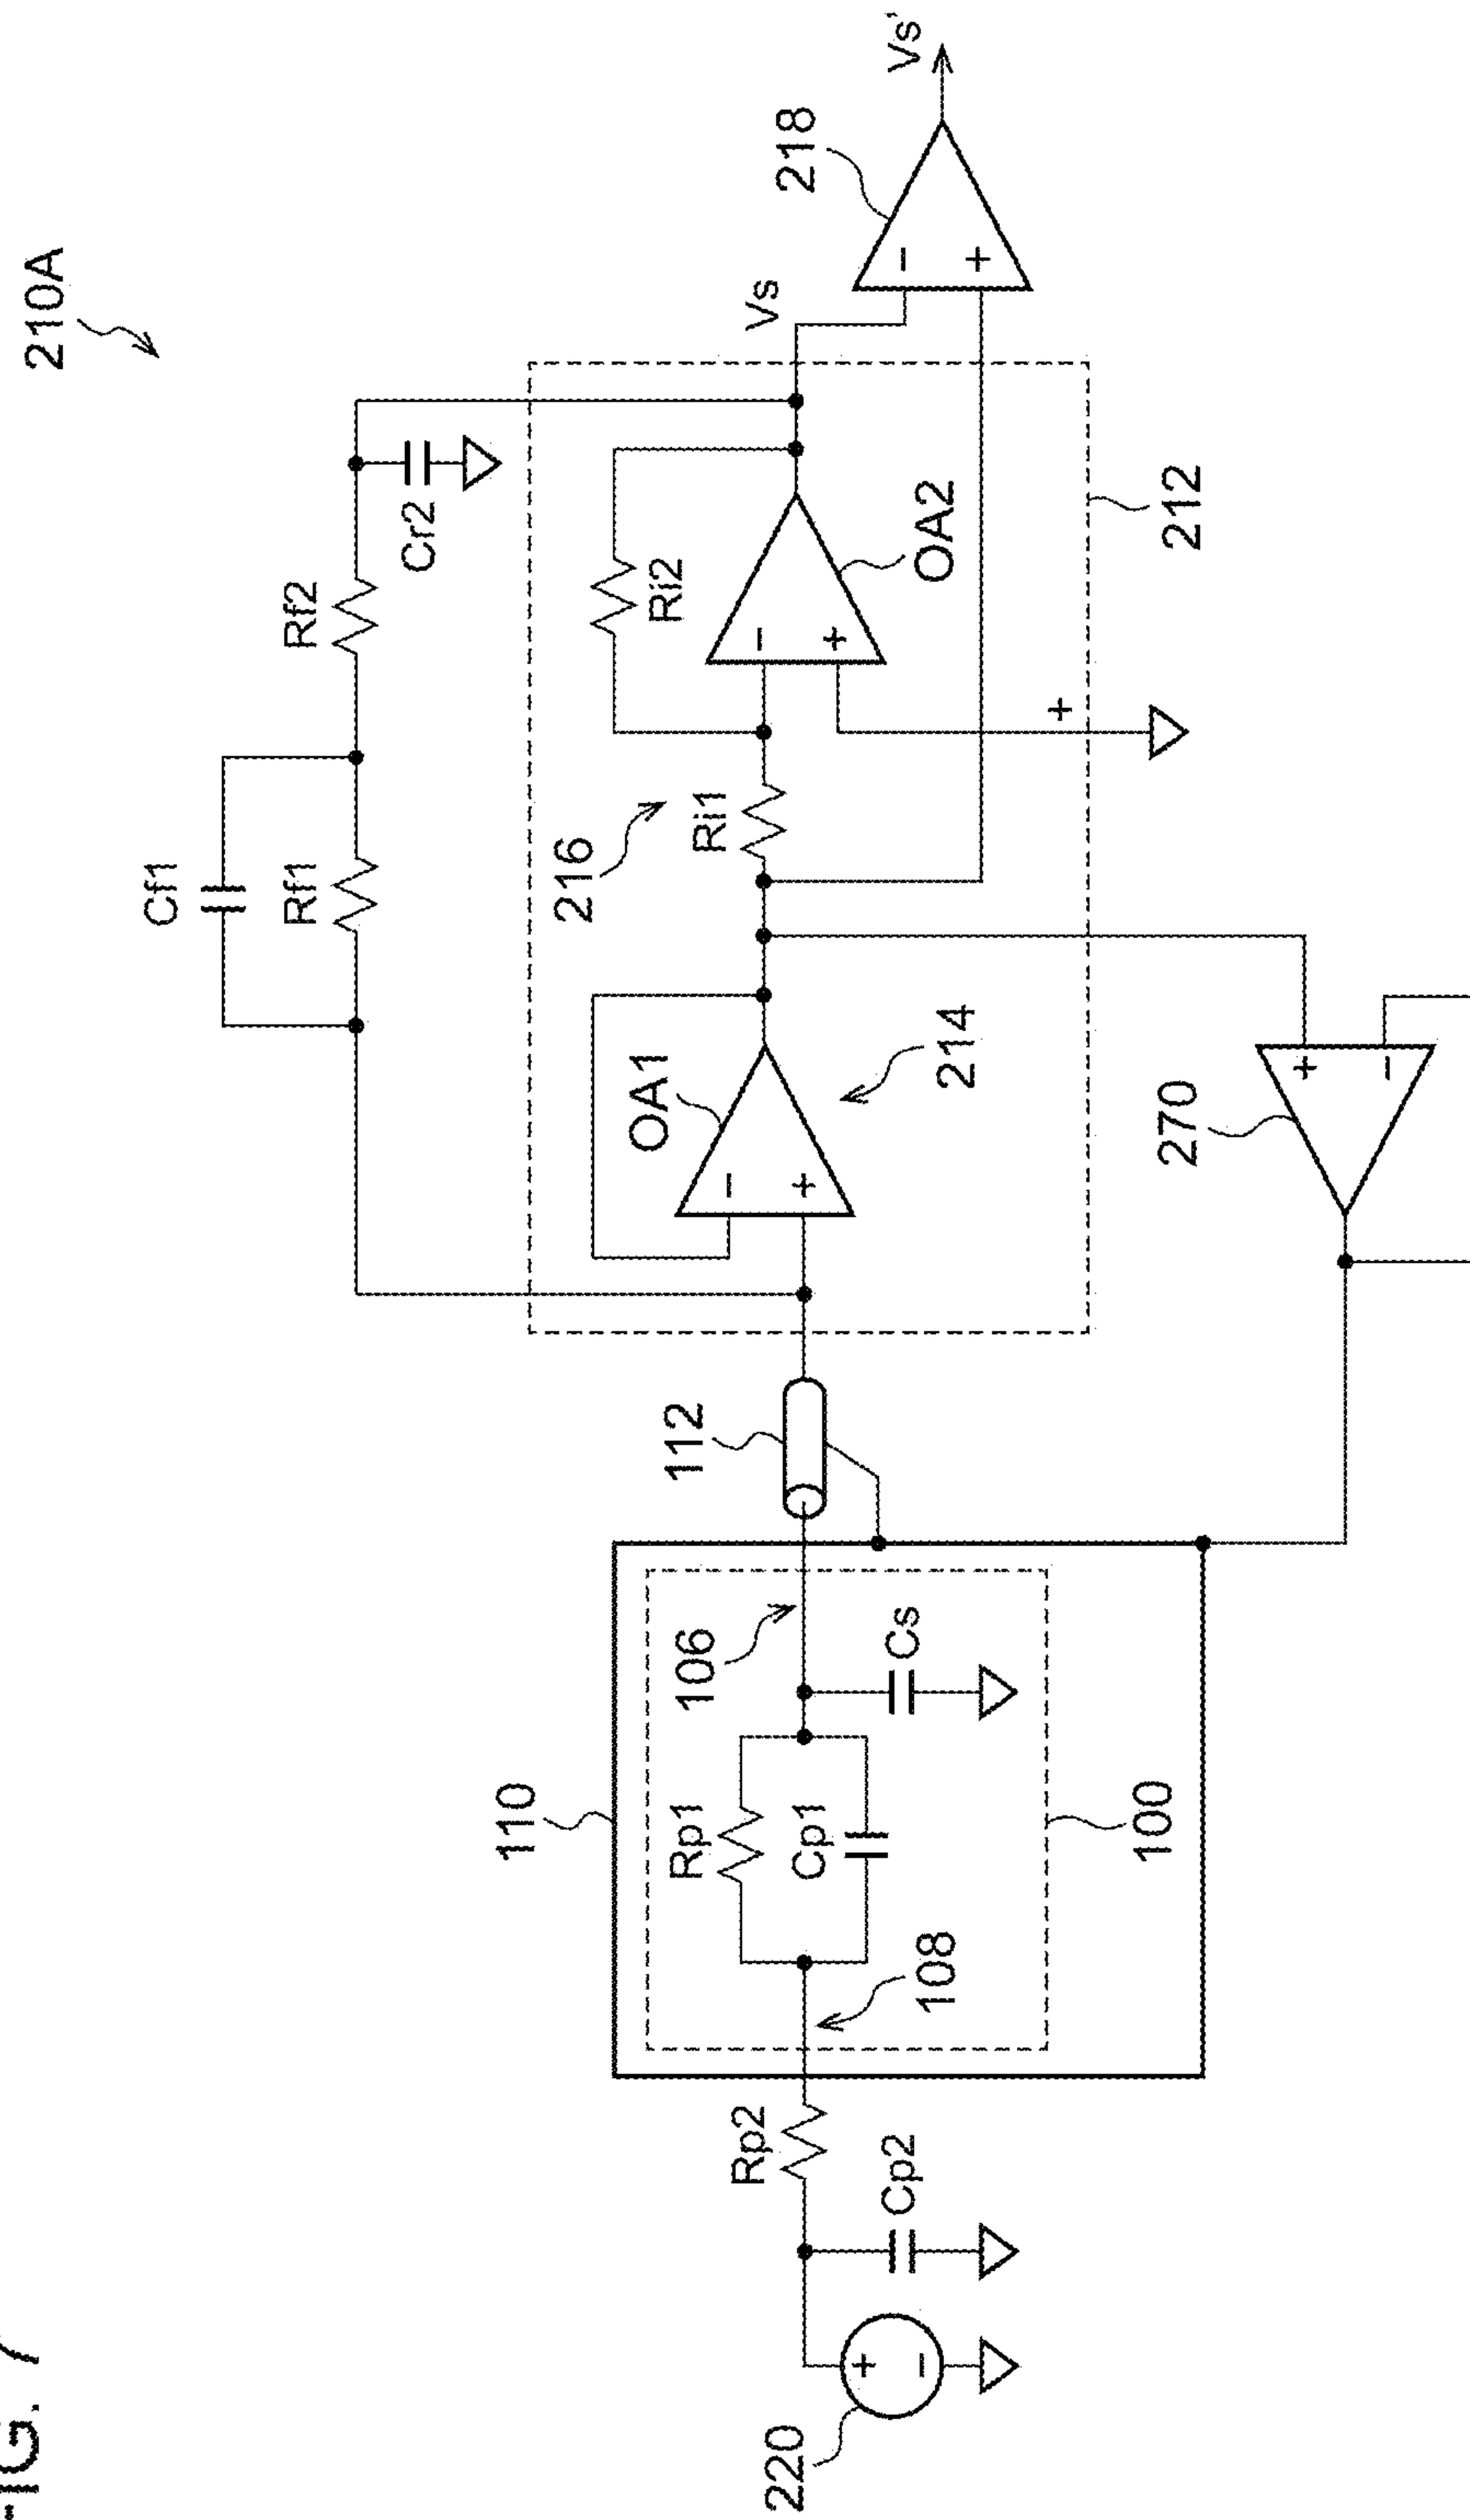 FIG. 7
210A
Cf1
Rf1
Rf2
Cr2
Vs
218
Vs'
216
Ri1
Ri2
OA2
OA1
214
212
+
−
+
−
+
−
+
+
−
270
112
110
106
Rp1
Cp1
Cs
108
100
Rp2
Cp2
+
−
220